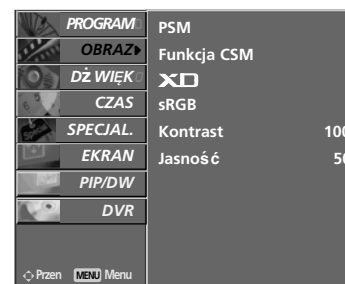 PROGRAM
OBRAZ
DŻWIĘK
CZAS
SPECJAL.
EKRAN
PIP/DW
DVR
Przen MENU Menu
PSM
Funkcja CSM
XD
sRGB
Kontrast 100
Jasność 50